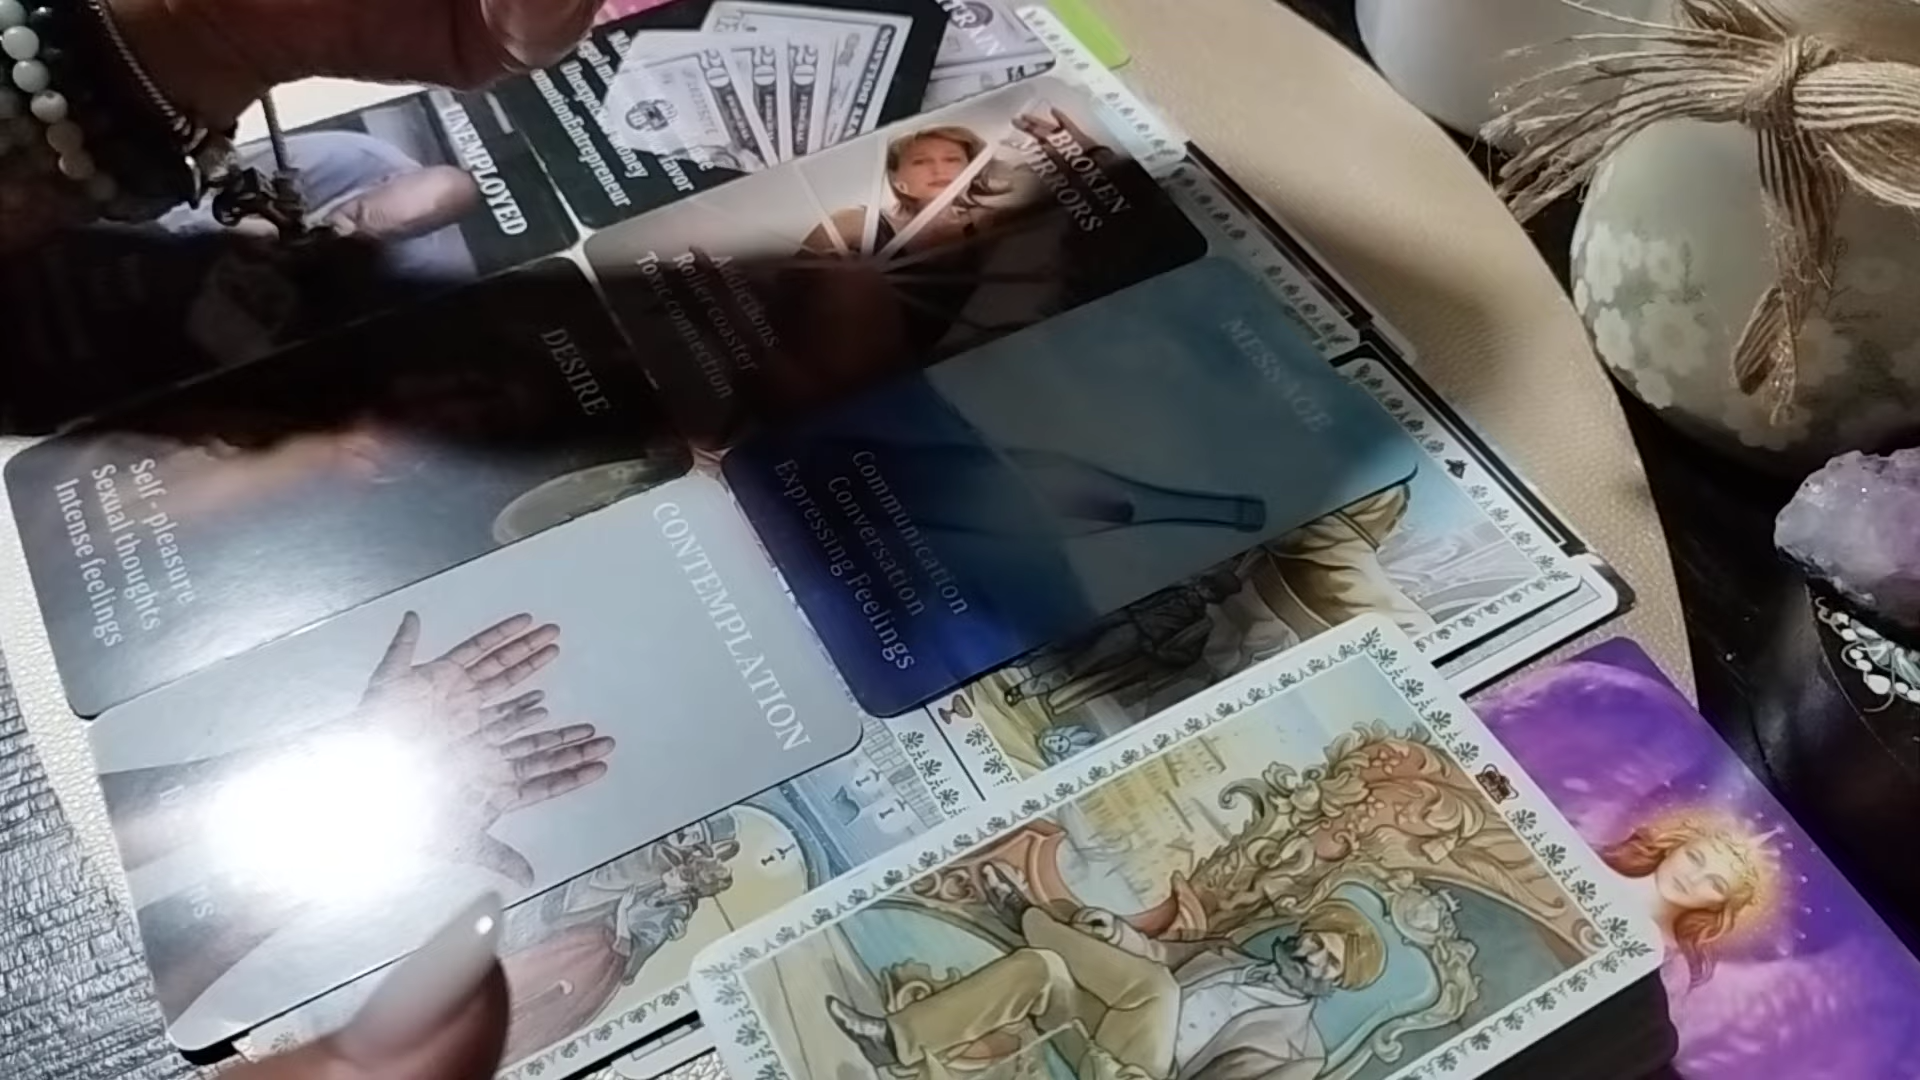 UNEMPLOYED
Unexpected money
Promotion Entrepreneur
BROKEN
MIRRORS
Addictions
Roller coaster
Toxic connection
DESIRE
Self - pleasure
Sexual thoughts
Intense feelings
MESSAGE
Communication
Conversation
Expressing Feelings
CONTEMPLATION